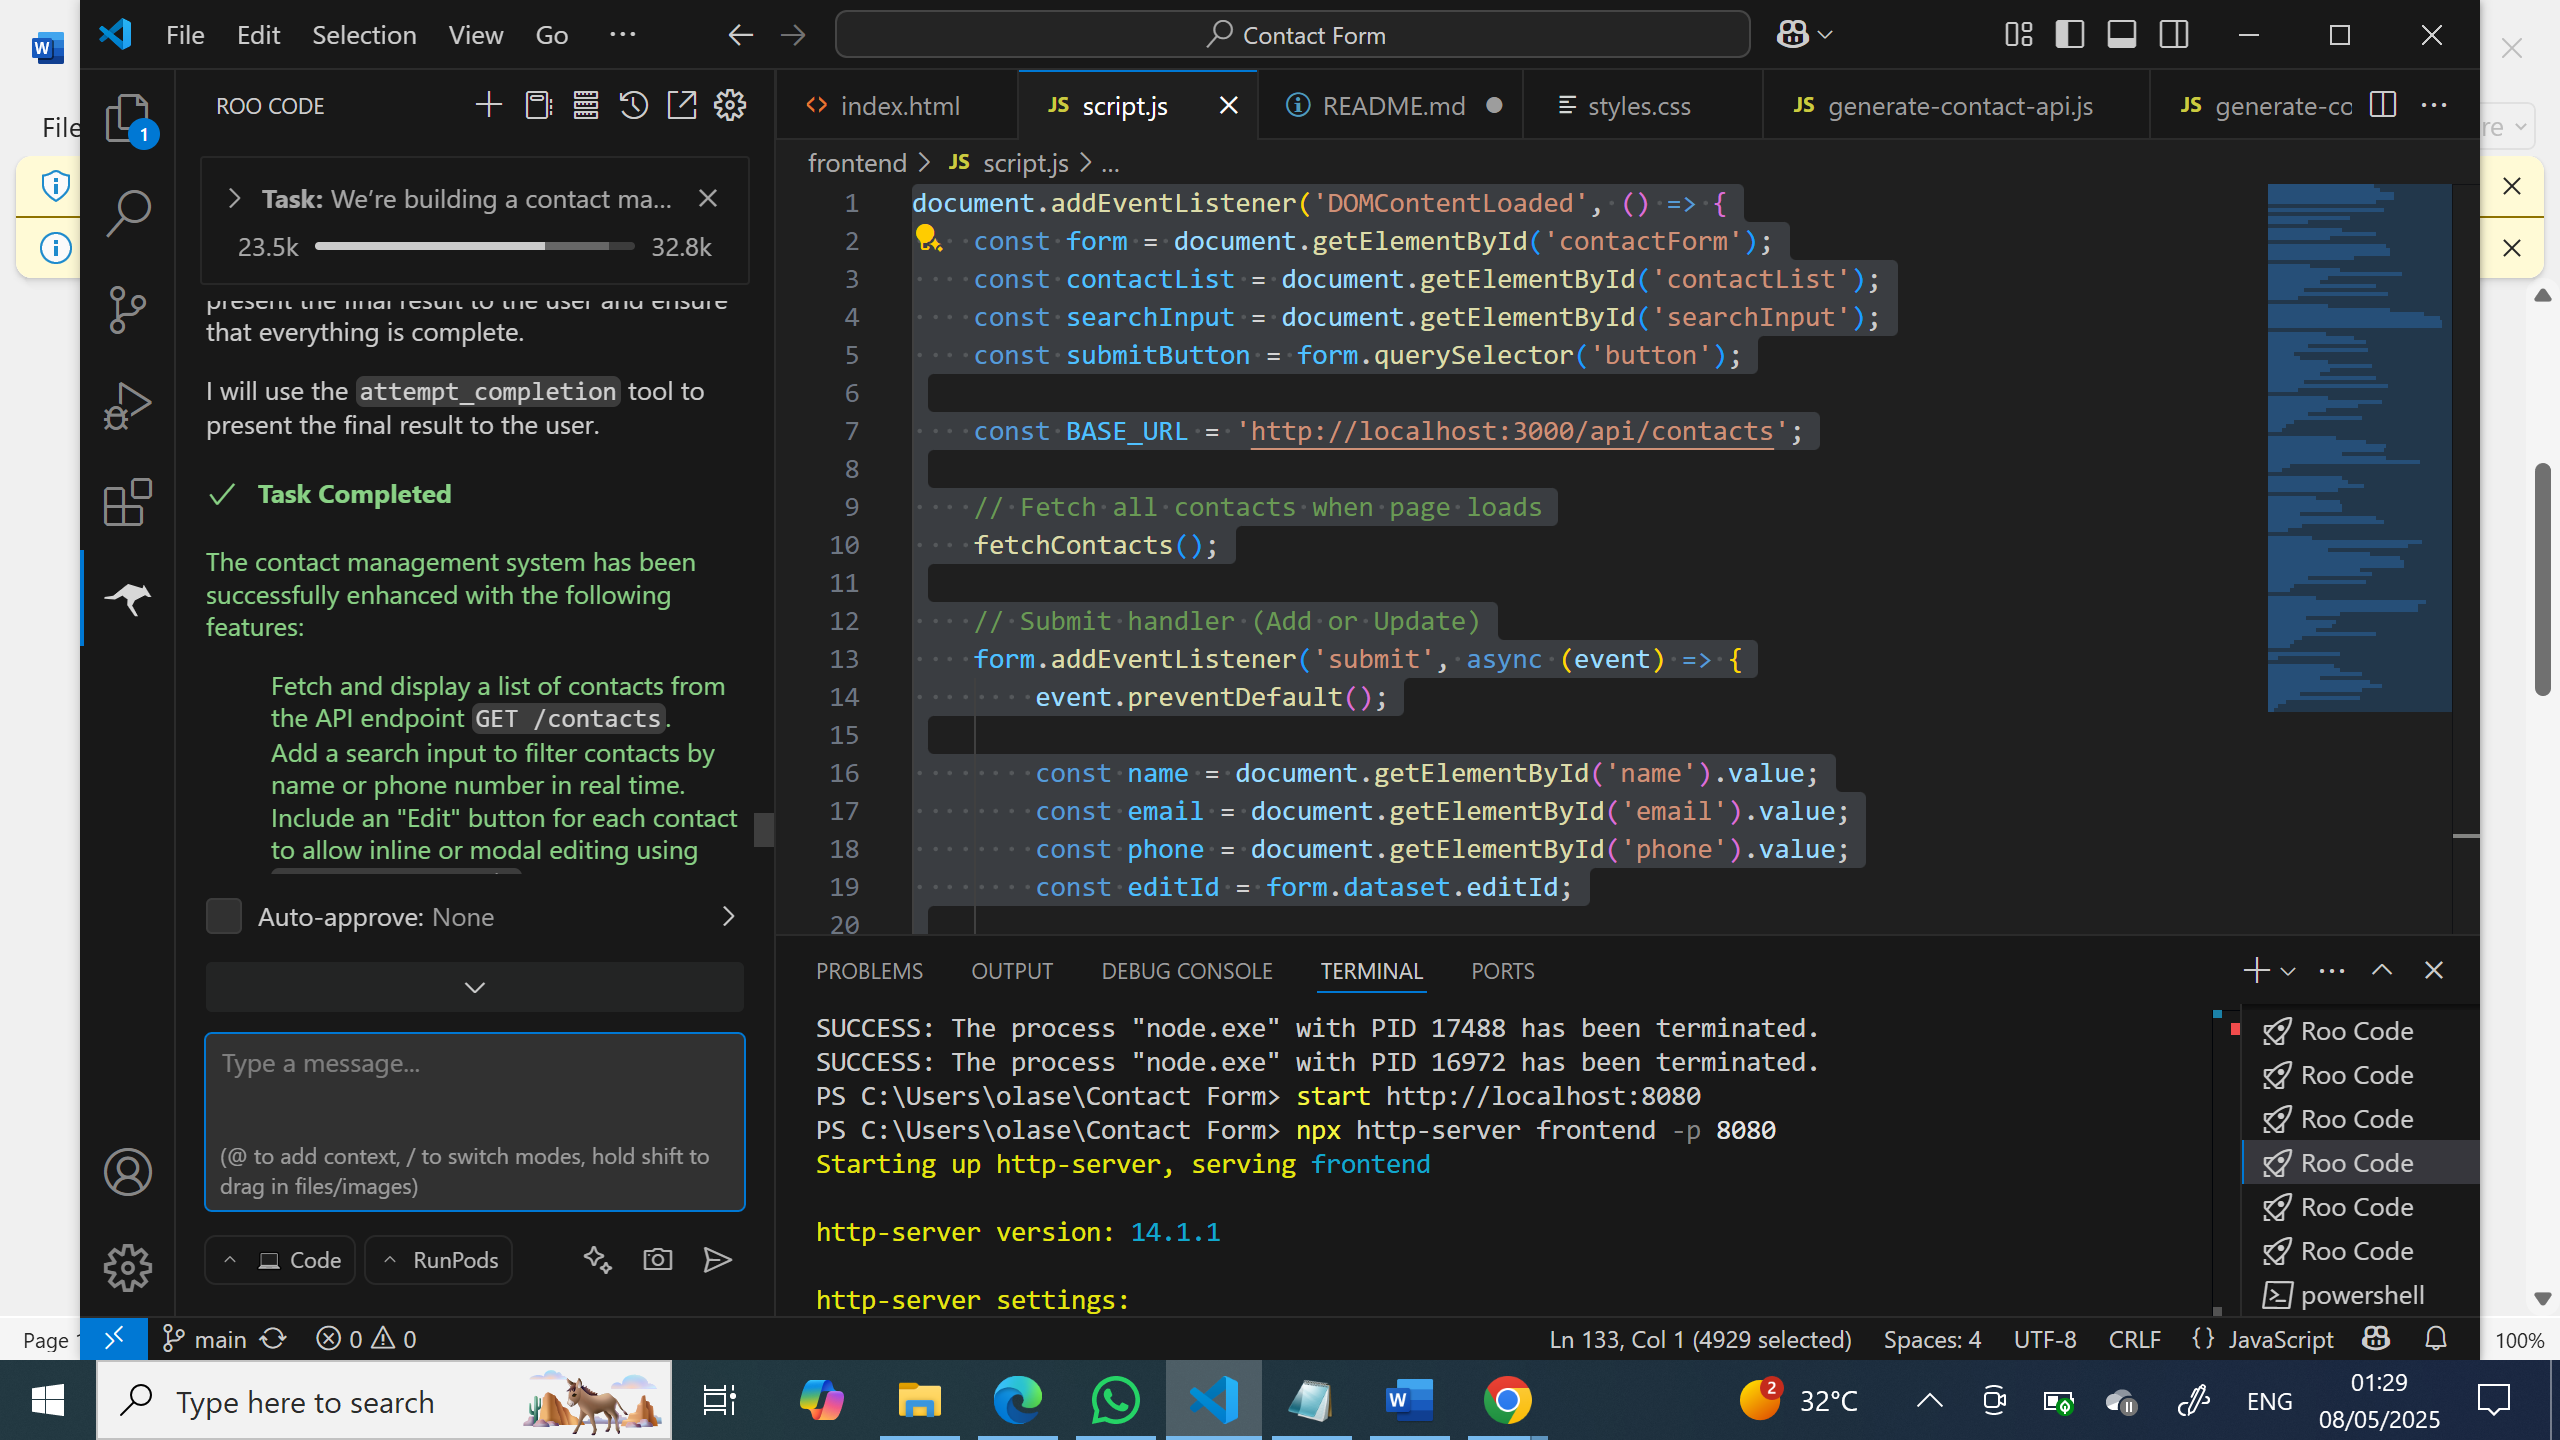 File Edit Selection View Go ··· Contact Form
File
re
ROO CODE
1
Task: We're building a contact ma...
23.5k 32.8k
present the final result to the user and ensure
that everything is complete.
I will use the attempt_completion tool to
present the final result to the user.
Task Completed
The contact management system has been
successfully enhanced with the following
features:
Fetch and display a list of contacts from
the API endpoint GET /contacts.
Add a search input to filter contacts by
name or phone number in real time.
Include an "Edit" button for each contact
to allow inline or modal editing using
Auto-approve: None
Type a message...
(@ to add context, / to switch modes, hold shift to
drag in files/images)
Code RunPods
index.html JS script.js README.md styles.css JS generate-contact-api.js JS generate-co
frontend > JS script.js > ...
1 document.addEventListener('DOMContentLoaded', () => {
2 const form = document.getElementById('contactForm');
3 const contactList = document.getElementById('contactList');
4 const searchInput = document.getElementById('searchInput');
5 const submitButton = form.querySelector('button');
6
7 const BASE_URL = 'http://localhost:3000/api/contacts';
8
9 // Fetch all contacts when page loads
10 fetchContacts();
11
12 // Submit handler (Add or Update)
13 form.addEventListener('submit', async (event) => {
14 event.preventDefault();
15
16 const name = document.getElementById('name').value;
17 const email = document.getElementById('email').value;
18 const phone = document.getElementById('phone').value;
19 const editId = form.dataset.editId;
20
PROBLEMS OUTPUT DEBUG CONSOLE TERMINAL PORTS
SUCCESS: The process "node.exe" with PID 17488 has been terminated.
SUCCESS: The process "node.exe" with PID 16972 has been terminated.
PS C:\Users\olase\Contact Form> start http://localhost:8080
PS C:\Users\olase\Contact Form> npx http-server frontend -p 8080
Starting up http-server, serving frontend
http-server version: 14.1.1
http-server settings:
Roo Code
Roo Code
Roo Code
Roo Code
Roo Code
Roo Code
powershell
Page main 0 0 Ln 133, Col 1 (4929 selected) Spaces: 4 UTF-8 CRLF {} JavaScript 100%
Type here to search 2 32°C ENG 01:29
08/05/2025